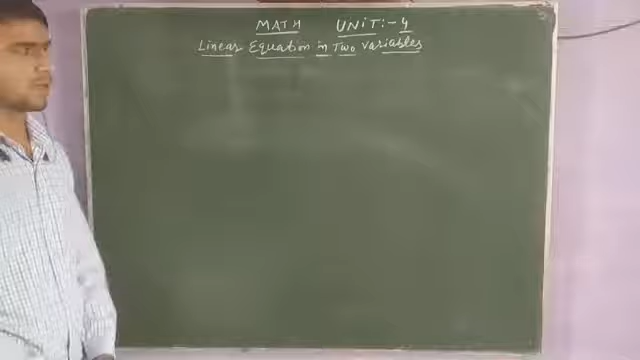 MATH UNiT:- 4
Linear Equation in Two Variables